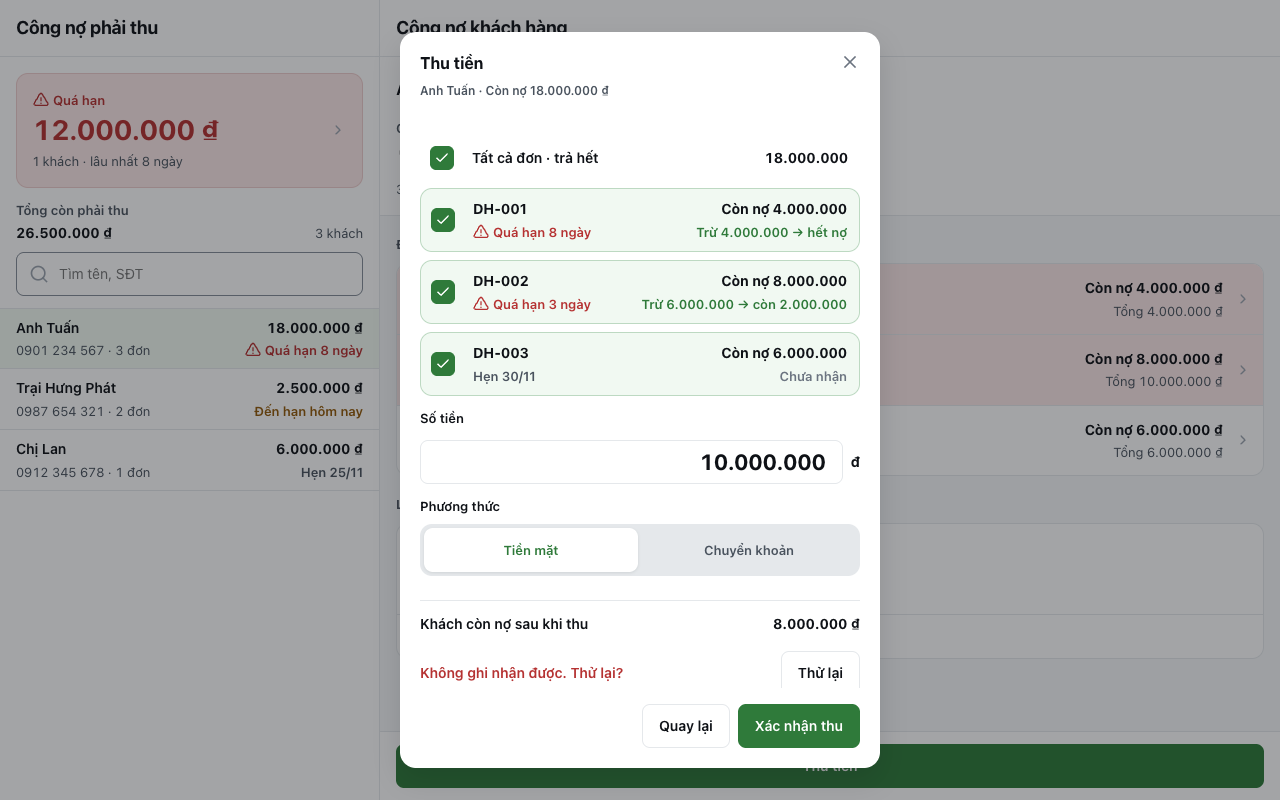 Công nợ phải thu
Quá hạn
12.000.000 ₫
1 khách · lâu nhất 8 ngày
Tổng còn phải thu
26.500.000 ₫
3 khách
Tìm tên, SĐT
Anh Tuấn
18.000.000 ₫
0901 234 567 · 3 đơn
Quá hạn 8 ngày
Trại Hưng Phát
2.500.000 ₫
0987 654 321 · 2 đơn
Đến hạn hôm nay
Chị Lan
6.000.000 ₫
0912 345 678 · 1 đơn
Hẹn 25/11
Công nợ khách hàng
Thu tiền
Anh Tuấn · Còn nợ 18.000.000 ₫
Tất cả đơn · trả hết
18.000.000
DH-001
Còn nợ 4.000.000
Quá hạn 8 ngày
Trừ 4.000.000 → hết nợ
DH-002
Còn nợ 8.000.000
Quá hạn 3 ngày
Trừ 6.000.000 → còn 2.000.000
DH-003
Còn nợ 6.000.000
Hẹn 30/11
Chưa nhận
Số tiền
10.000.000 đ
Phương thức
Tiền mặt
Chuyển khoản
Khách còn nợ sau khi thu
8.000.000 ₫
Không ghi nhận được. Thử lại?
Thử lại
Quay lại
Xác nhận thu
Còn nợ 4.000.000 ₫
Tổng 4.000.000 ₫
Còn nợ 8.000.000 ₫
Tổng 10.000.000 ₫
Còn nợ 6.000.000 ₫
Tổng 6.000.000 ₫
Thu tiền